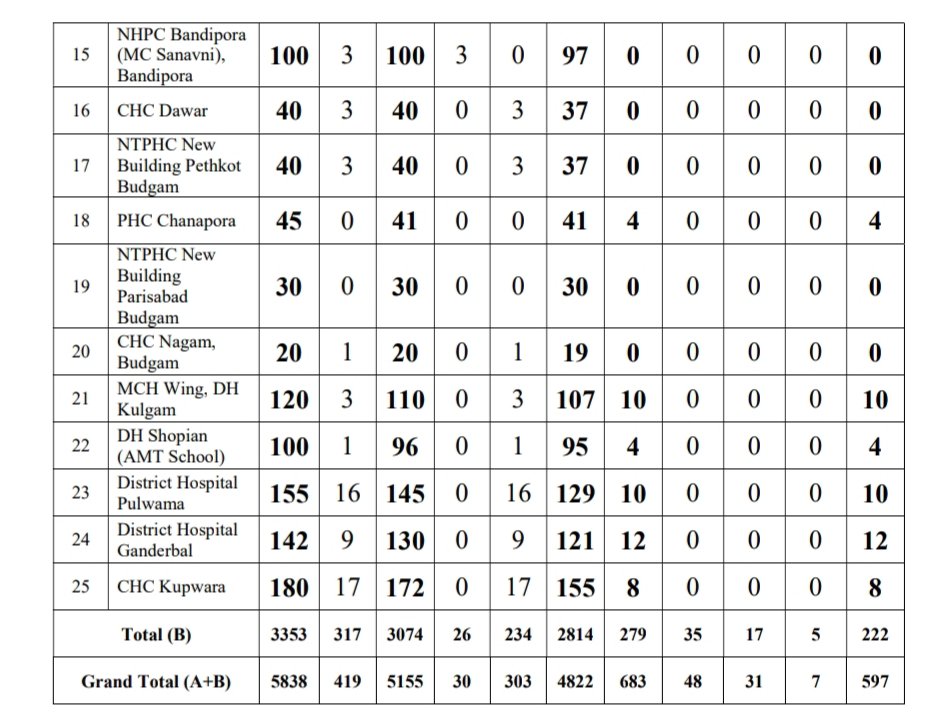 15 NHPC Bandipora (MC Sanavni), Bandipora 100 3 100 3 0 97 0 0 0 0 0
16 CHC Dawar 40 3 40 0 3 37 0 0 0 0 0
17 NTPHC New Building Pethkot Budgam 40 3 40 0 3 37 0 0 0 0 0
18 PHC Chanapora 45 0 41 0 0 41 4 0 0 0 4
19 NTPHC New Building Parisabad Budgam 30 0 30 0 0 30 0 0 0 0 0
20 CHC Nagam, Budgam 20 1 20 0 1 19 0 0 0 0 0
21 MCH Wing, DH Kulgam 120 3 110 0 3 107 10 0 0 0 10
22 DH Shopian (AMT School) 100 1 96 0 1 95 4 0 0 0 4
23 District Hospital Pulwama 155 16 145 0 16 129 10 0 0 0 10
24 District Hospital Ganderbal 142 9 130 0 9 121 12 0 0 0 12
25 CHC Kupwara 180 17 172 0 17 155 8 0 0 0 8
Total (B) 3353 317 3074 26 234 2814 279 35 17 5 222
Grand Total (A+B) 5838 419 5155 30 303 4822 683 48 31 7 597